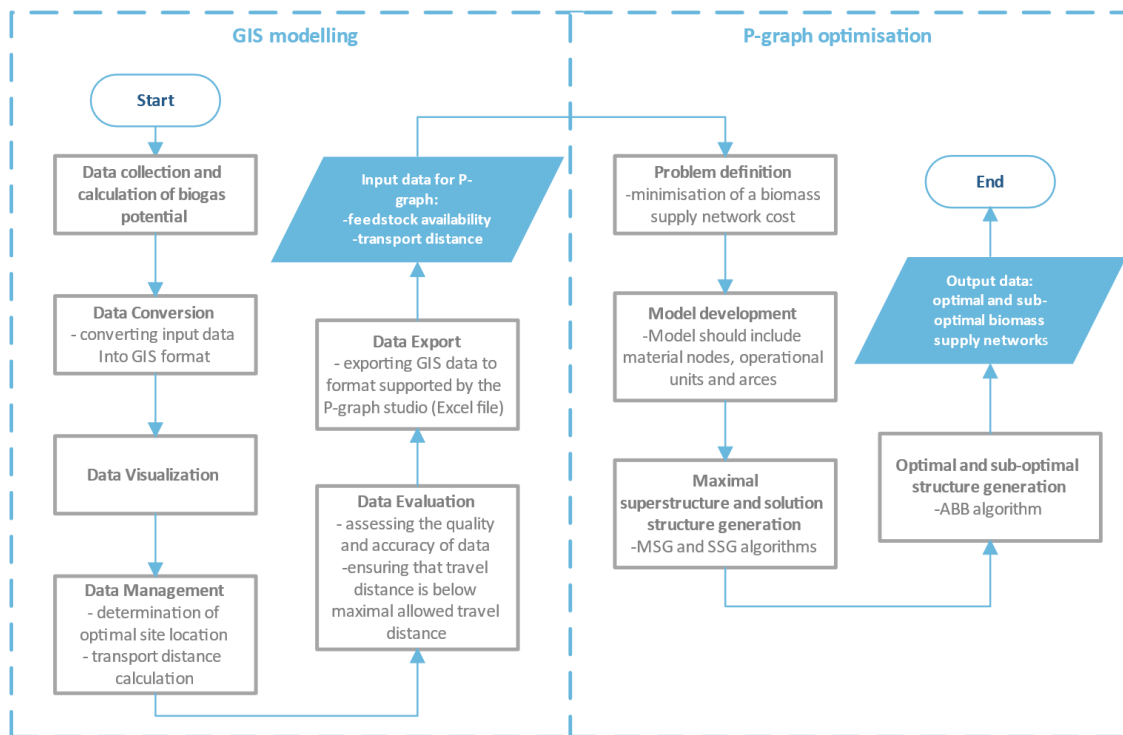 GIS modelling
Start
Data collection and
calculation of biogas
potential
Data Conversion
- converting input data
Into GIS format
Data Visualization
Data Management
- determination of
optimal site location
- transport distance
calculation
Input data for P-
graph:
-feedstock availability
-transport distance
Data Export
- exporting GIS data to
format supported by the
P-graph studio (Excel file)
Data Evaluation
- assessing the quality
and accuracy of data
-ensuring that travel
distance is below
maximal allowed travel
distance
P-graph optimisation
Problem definition
-minimisation of a biomass
supply network cost
Model development
-Model should include
material nodes, operational
units and arces
Maximal
superstructure and solution
structure generation
-MSG and SSG algorithms
End
Output data:
optimal and sub-
optimal biomass
supply networks
Optimal and sub-optimal
structure generation
-ABB algorithm